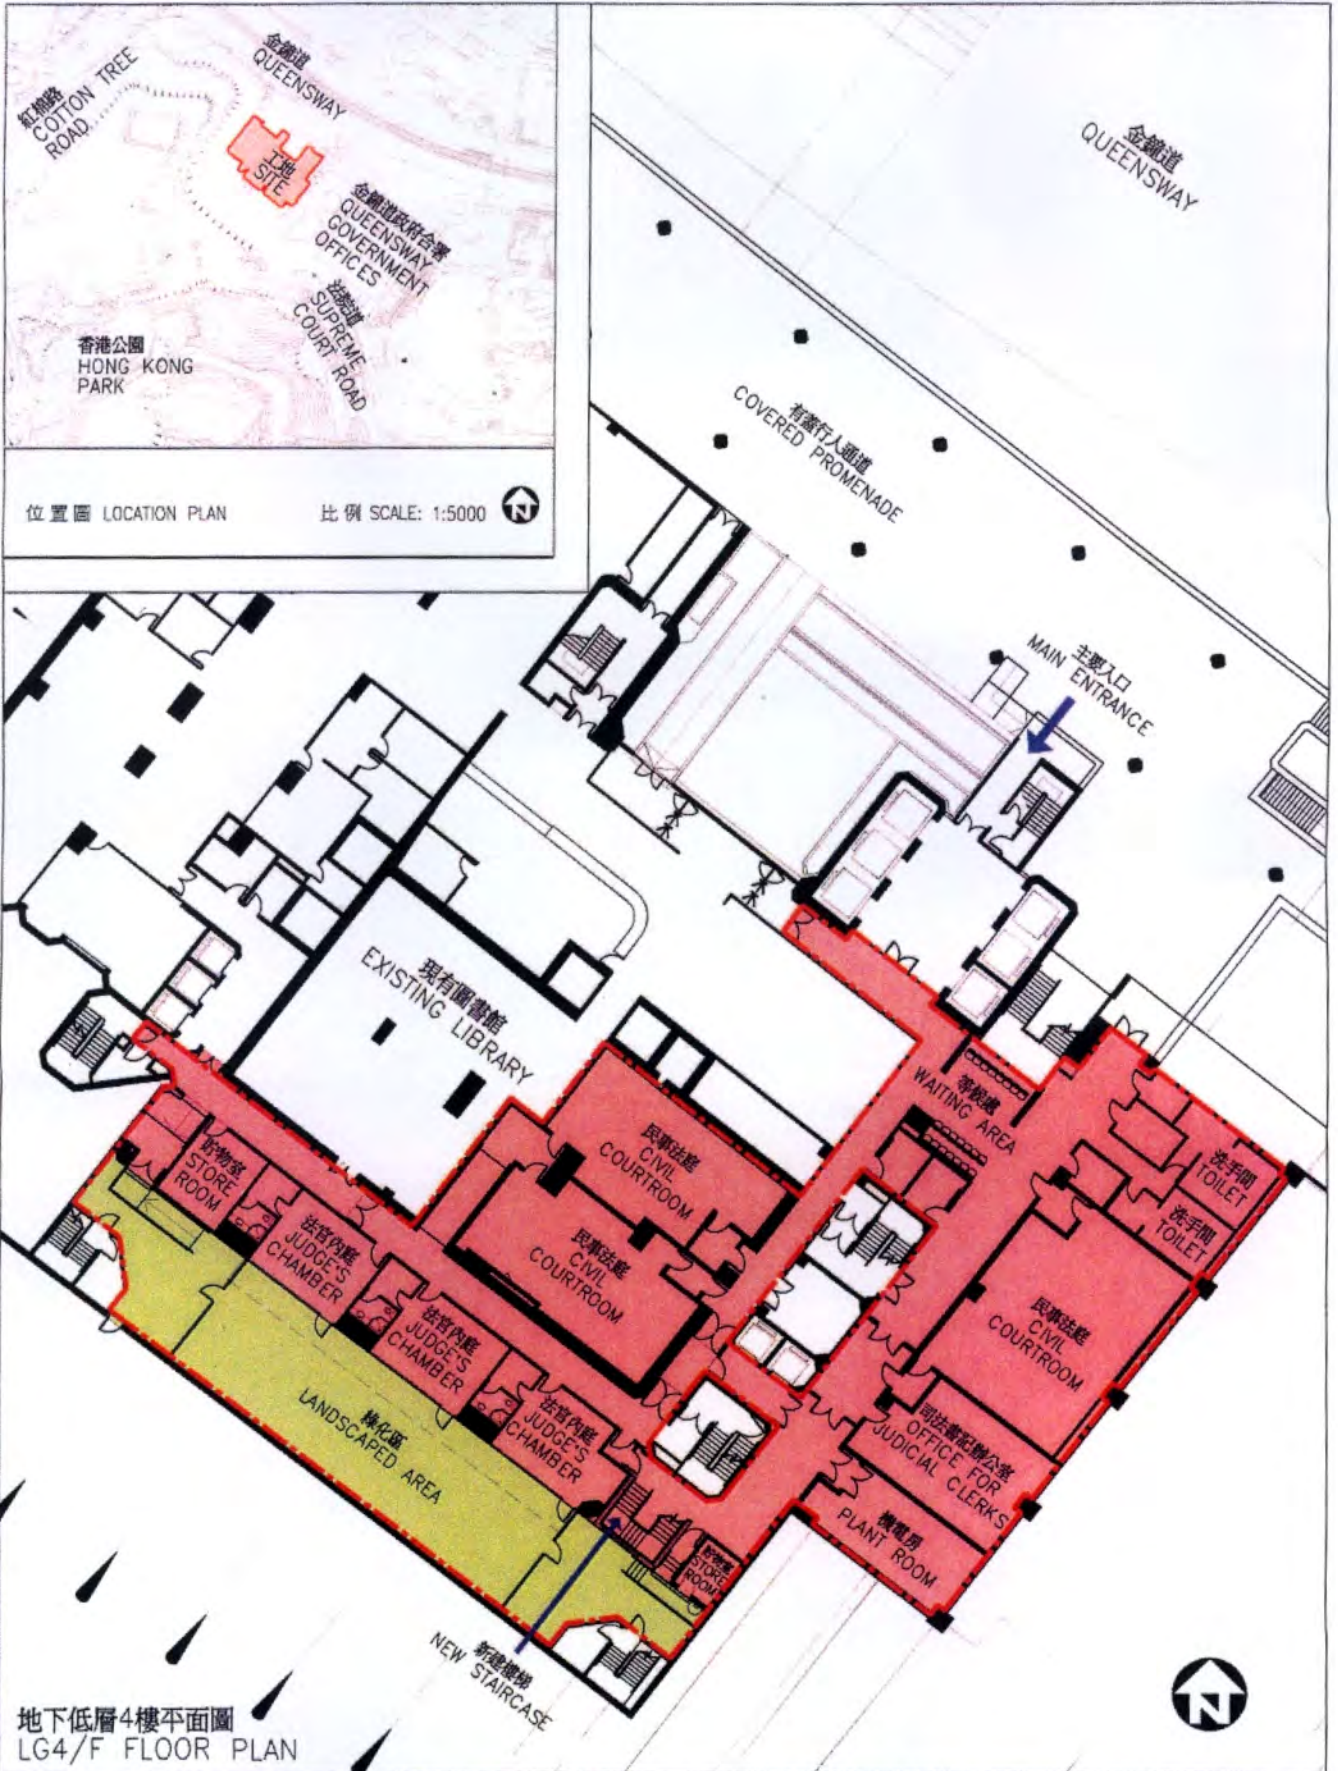 金鐘道
QUEENSWAY
紅棉路
COTTON TREE
ROAD
工地
SITE
金鐘道政府合署
QUEENSWAY
GOVERNMENT
OFFICES
法院道
SUPREME
COURT ROAD
香港公園
HONG KONG
PARK
位置圖 LOCATION PLAN
比例 SCALE: 1:5000
N
金鐘道
QUEENSWAY
有蓋行人通道
COVERED PROMENADE
主要入口
MAIN ENTRANCE
現有圖書館
EXISTING LIBRARY
等候處
WAITING AREA
民事法庭
CIVIL
COURTROOM
民事法庭
CIVIL
COURTROOM
洗手間
TOILET
洗手間
TOILET
貯物室
STORE
ROOM
法官內庭
JUDGE'S
CHAMBER
法官內庭
JUDGE'S
CHAMBER
法官內庭
JUDGE'S
CHAMBER
民事法庭
CIVIL
COURTROOM
司法書記辦公室
OFFICE FOR
JUDICIAL CLERKS
機電房
PLANT ROOM
綠化區
LANDSCAPED AREA
貯物室
STORE
ROOM
新建樓梯
NEW STAIRCASE
地下低層4樓平面圖
LG4/F FLOOR PLAN
N